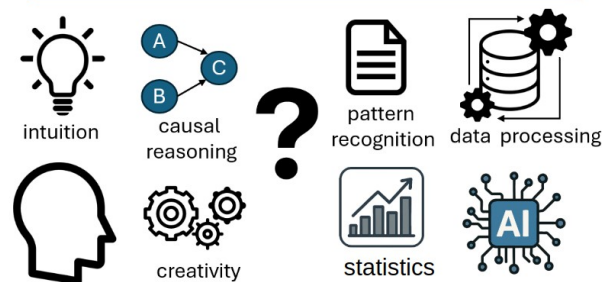 A
B
C
intuition
causal
reasoning
?
pattern
recognition
data processing
creativity
statistics
AI